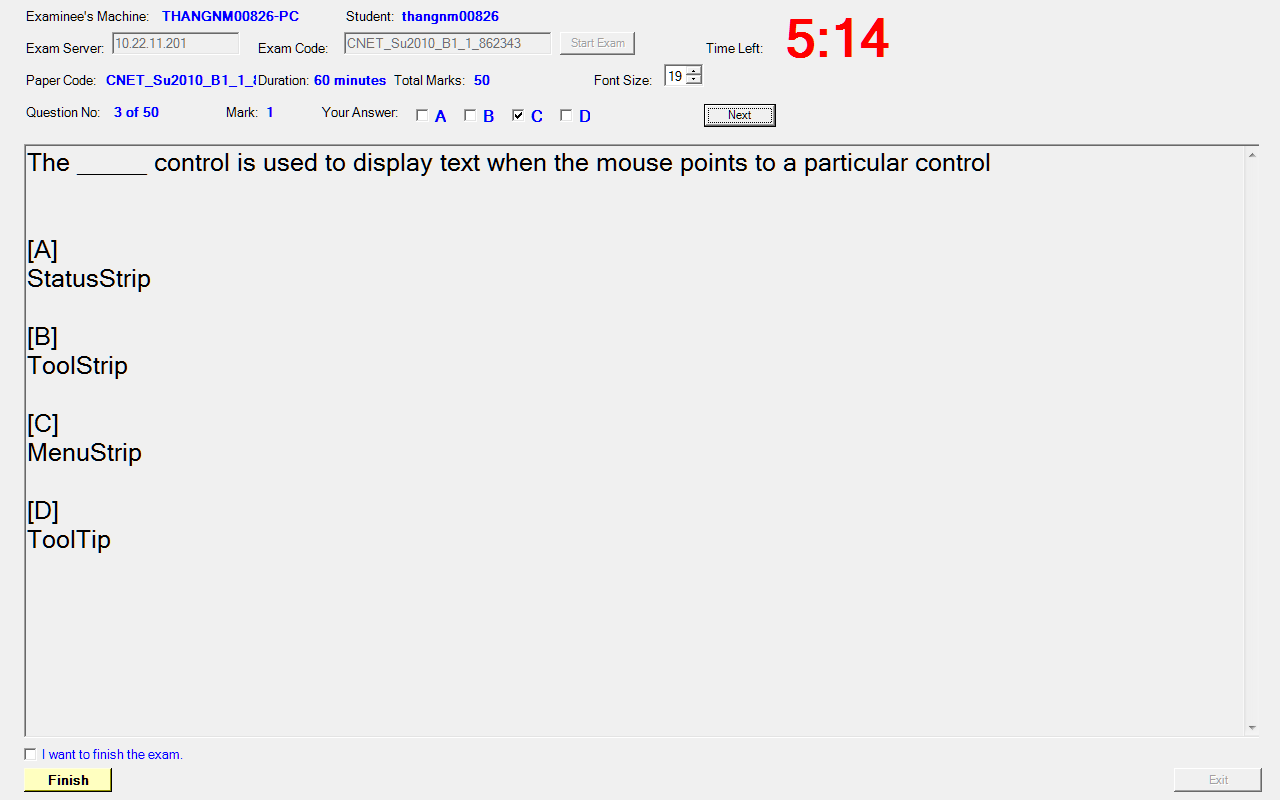 Examinee's Machine: THANGNM00826-PC Student: thangnm00826
Exam Server: 10.22.11.201 Exam Code: CNET_Su2010_B1_1_862343 Start Exam Time Left: 5:14
Paper Code: CNET_Su2010_B1_1_ Duration: 60 minutes Total Marks: 50 Font Size: 19
Question No: 3 of 50 Mark: 1 Your Answer: A B C D Next
The _____ control is used to display text when the mouse points to a particular control
[A]
StatusStrip
[B]
ToolStrip
[C]
MenuStrip
[D]
ToolTip
I want to finish the exam.
Finish Exit